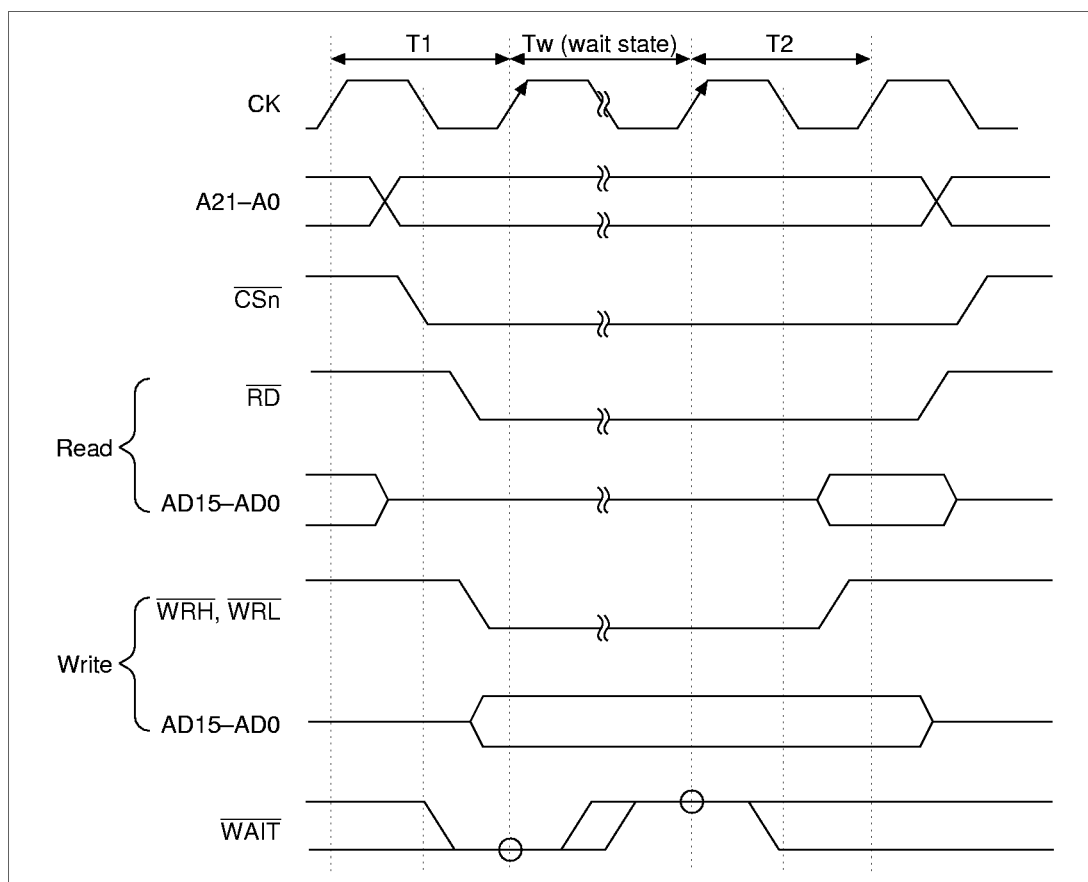 T1 Tw (wait state) T2
CK
A21–A0
CSn
RD
Read
AD15–AD0
WRH, WRL
Write
AD15–AD0
WAIT